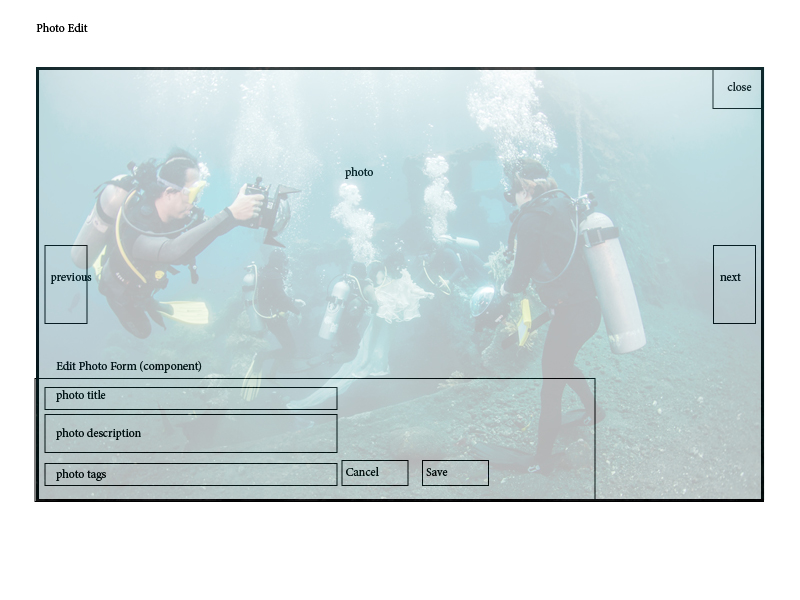 Photo Edit
close
photo
previous
next
Edit Photo Form (component)
photo title
photo description
photo tags
Cancel
Save